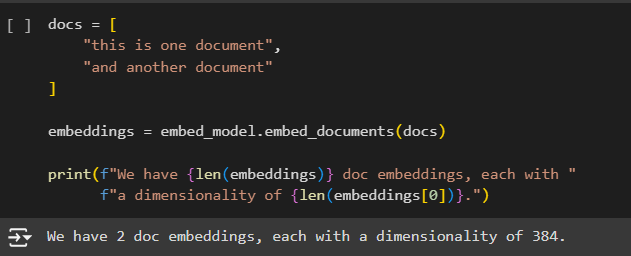 [ ] docs = [
"this is one document",
"and another document"
]
embeddings = embed_model.embed_documents(docs)
print(f"We have {len(embeddings)} doc embeddings, each with "
f"a dimensionality of {len(embeddings[0])}.")
We have 2 doc embeddings, each with a dimensionality of 384.